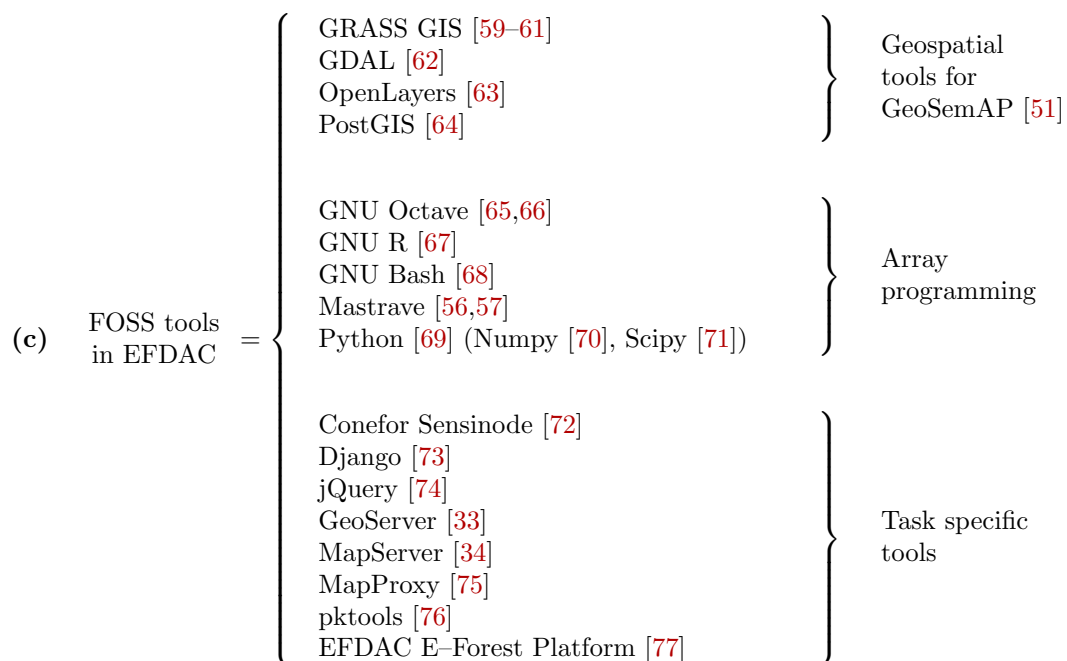 GRASS GIS [59–61]
GDAL [62]
OpenLayers [63]
PostGIS [64]
Geospatial
tools for
GeoSemAP [51]
GNU Octave [65,66]
GNU R [67]
GNU Bash [68]
Mastrave [56,57]
Python [69] (Numpy [70], Scipy [71])
Array
programming
(c) FOSS tools
in EFDAC =
Conefor Sensinode [72]
Django [73]
jQuery [74]
GeoServer [33]
MapServer [34]
MapProxy [75]
pktools [76]
EFDAC E–Forest Platform [77]
Task specific
tools